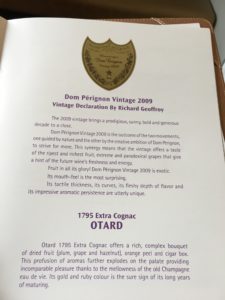 Dom Pérignon
Dom Pérignon Vintage 2009
Vintage Declaration By Richard Geoffroy
The 2009 vintage brings a prodigious, sunny, bold and generous
decade to a close.
Dom Pérignon Vintage 2009 is the outcome of the two movements,
one guided by nature and the other by the creative ambition of Dom Pérignon,
to strive for more. This synergy means that the vintage offers a taste
of the ripest and richest fruit, extreme and paradoxical grapes that give
a hint of the future wine's freshness and energy.
Fruit in all its glory! Dom Pérignon Vintage 2009 is exotic.
Its mouth-feel is the most surprising.
Its tactile thickness, its curves, its fleshy depth of flavor and
its impressive aromatic persistence are utterly unique.
1795 Extra Cognac
OTARD
Otard 1795 Extra Cognac offers a rich, complex bouquet
of dried fruit (plum, grape and hazelnut), orange peel and cigar box.
This profusion of aromas further explodes on the palate providing
incomparable pleasure thanks to the mellowness of the old Champagne
eau de vie. Its gold and ruby colour is the sure sign of its long years
of maturing.